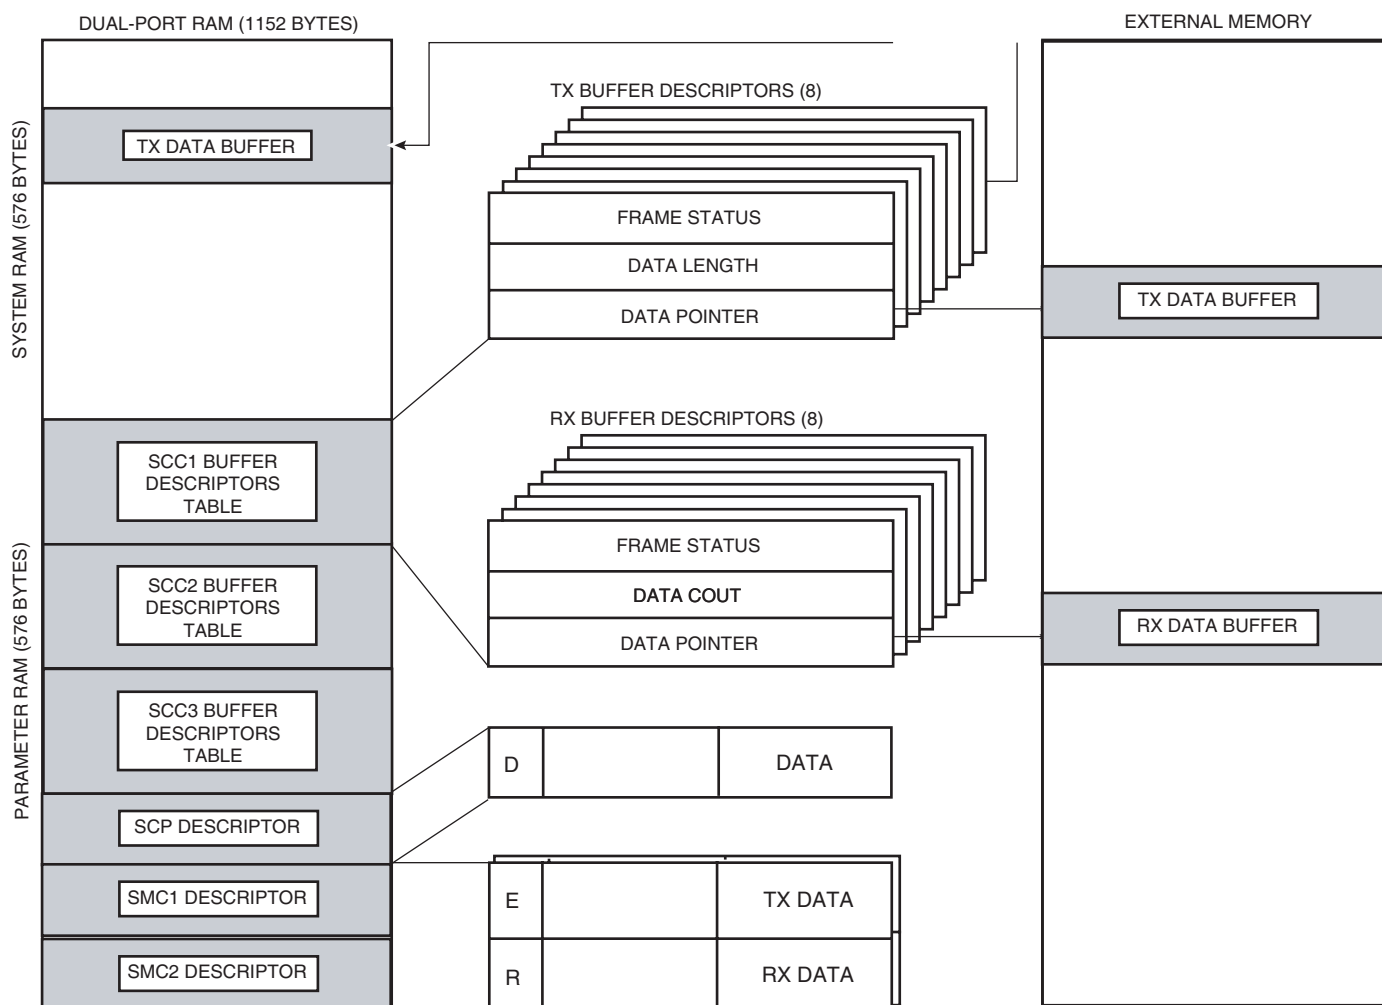 DUAL-PORT RAM (1152 BYTES)
EXTERNAL MEMORY
SYSTEM RAM (576 BYTES)
TX DATA BUFFER
TX BUFFER DESCRIPTORS (8)
FRAME STATUS
DATA LENGTH
DATA POINTER
TX DATA BUFFER
RX BUFFER DESCRIPTORS (8)
FRAME STATUS
DATA COUT
DATA POINTER
RX DATA BUFFER
PARAMETER RAM (576 BYTES)
SCC1 BUFFER
DESCRIPTORS
TABLE
SCC2 BUFFER
DESCRIPTORS
TABLE
SCC3 BUFFER
DESCRIPTORS
TABLE
D
DATA
SCP DESCRIPTOR
SMC1 DESCRIPTOR
E
TX DATA
SMC2 DESCRIPTOR
R
RX DATA